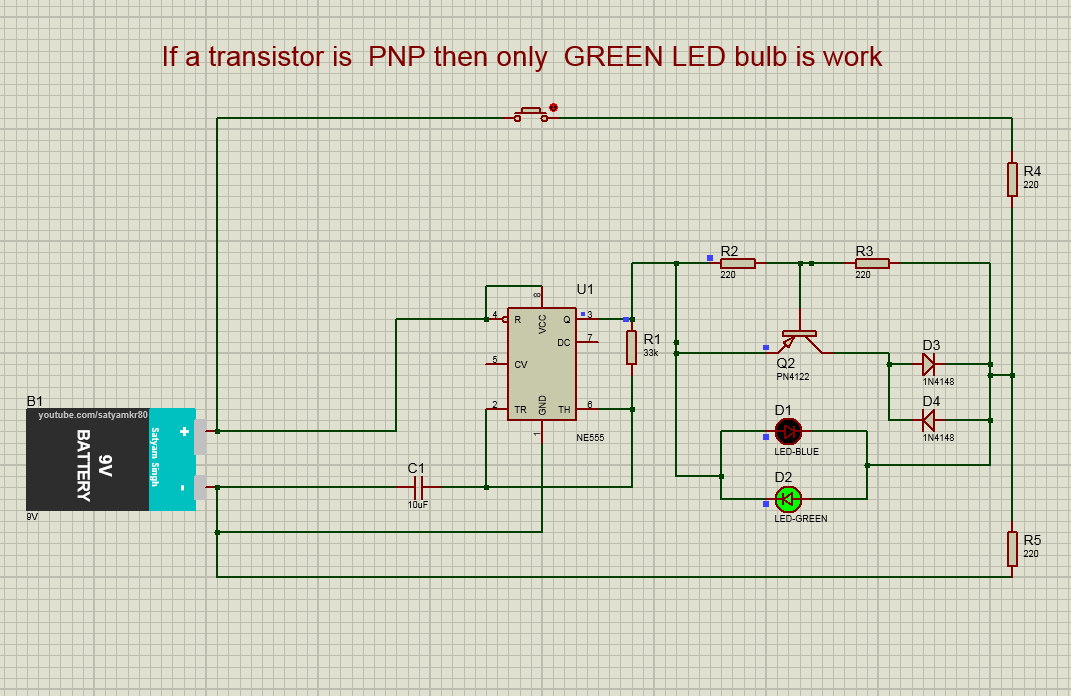 If a transistor is PNP then only GREEN LED bulb is work
R4
220
R2
220
R3
220
U1
8
4
R
VCC
Q
3
DC
7
5
CV
R1
33k
Q2
PN4122
D3
1N4148
2
TR
GND
TH
6
1
NE555
D4
1N4148
B1
youtube.com/satyamkr80
9V
BATTERY
Satyam Singh
+
-
9V
D1
LED-BLUE
C1
10uF
D2
LED-GREEN
R5
220